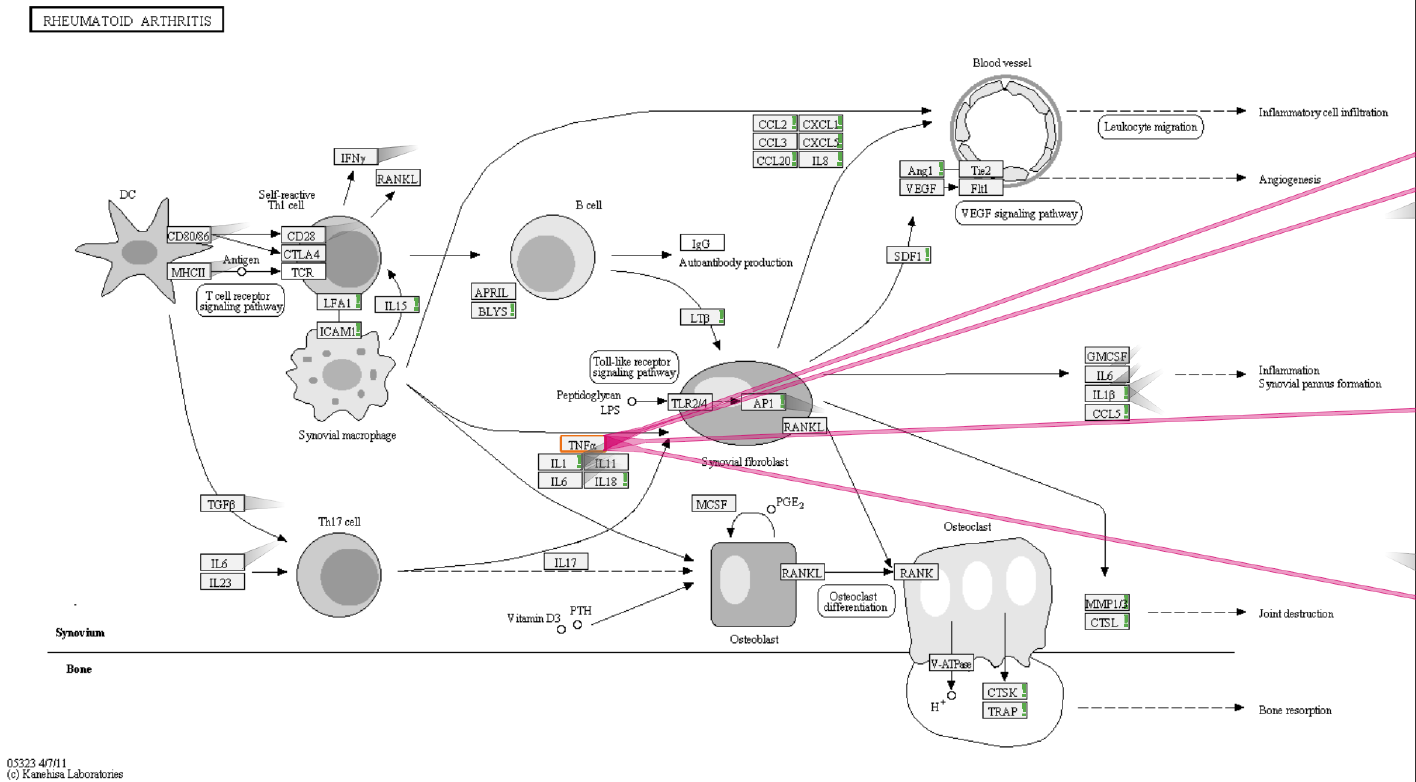 RHEUMATOID ARTHRITIS
Blood vessel
CCL2 CXCL1
CCL3 CXCL5
CCL20 IL8
Leukocyte migration
Inflammatory cell infiltration
IFNγ
RANKL
Ang1 Tie2
VEGF Flt1
Angiogenesis
VEGF signaling pathway
DC
Self-reactive
Th1 cell
B cell
CD80/86 CD28
CTLA4
MHCII Antigen TCR
T cell receptor
signaling pathway
LFA1
IL15
ICAM1
Synovial macrophage
IgG
Autoantibody production
SDF1
APRIL
BLYS
LTβ
Toll-like receptor
signaling pathway
Peptidoglycan
LPS
TLR2/4 AP1
RANKL
Synovial fibroblast
GMCSF
IL6
IL1β
CCL5
Inflammation
Synovial pannus formation
TNFα
IL1 IL11
IL6 IL18
TGFβ
Th17 cell
IL6
IL23
IL17
MCSF
PGE2
Osteoclast
RANKL RANK
Osteoclast
differentiation
Vitamin D3 PTH
Osteoblast
MMP1/3
CTSL
Joint destruction
Synovium
Bone
V-ATPase
H+
CTSK
TRAP
Bone resorption
05323 4/7/11
(c) Kanehisa Laboratories